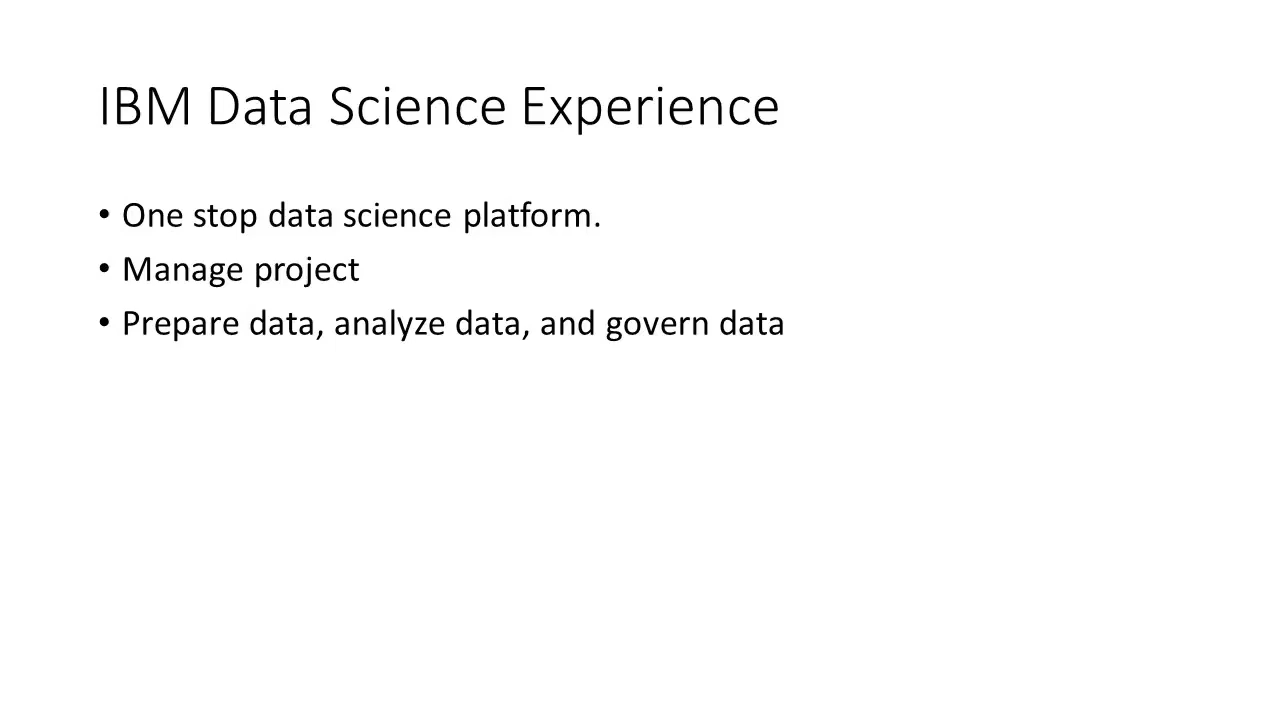 IBM Data Science Experience
• One stop data science platform.
• Manage project
• Prepare data, analyze data, and govern data